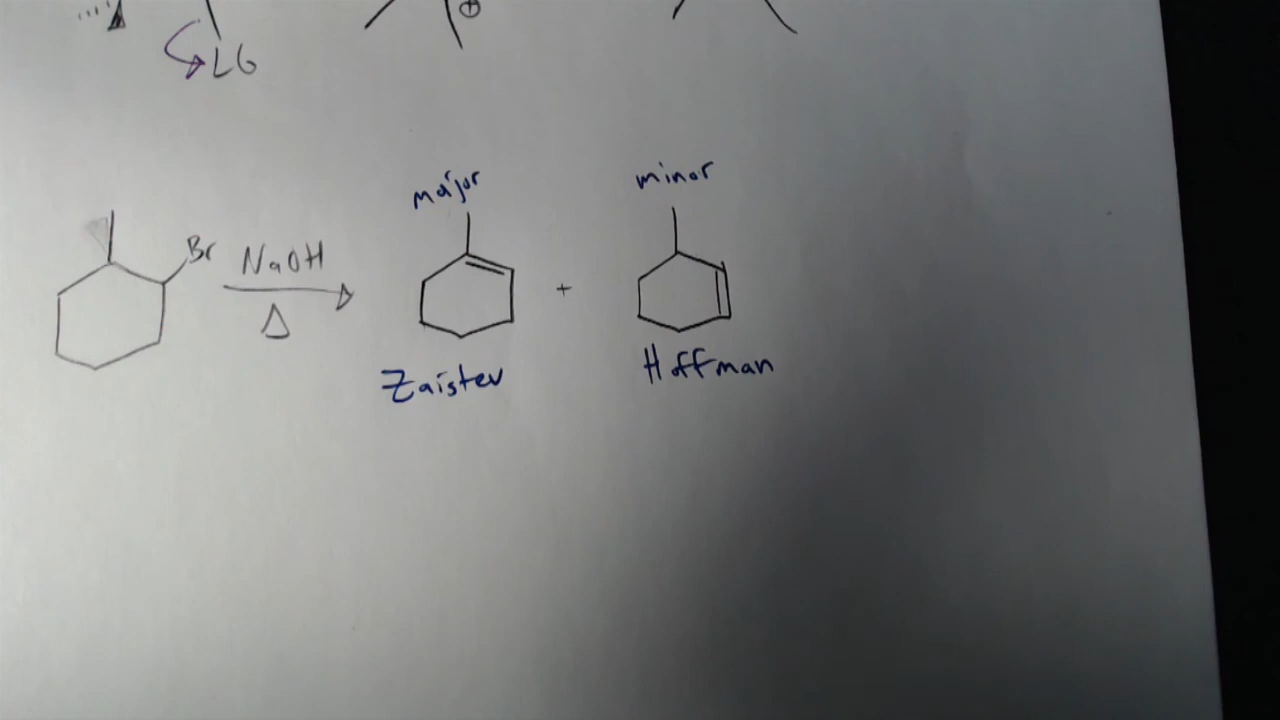 LG
⊕
major
minor
Br
NaOH
Δ
+
Zaistev
Hoffman